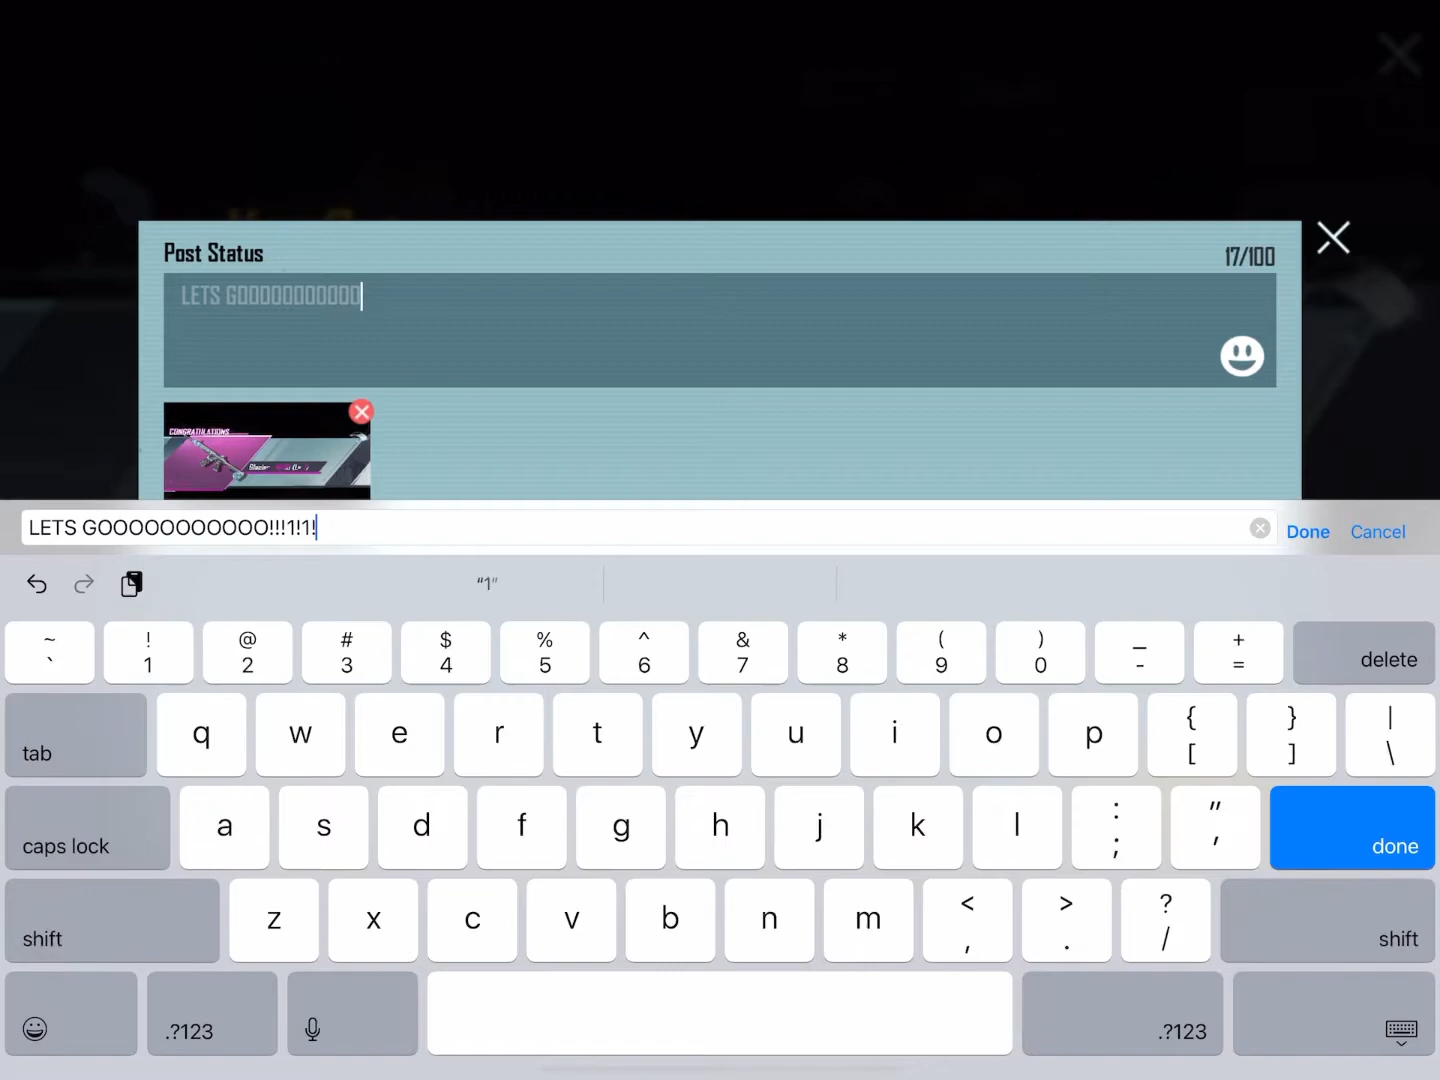 Post Status
17/100
LETS GOOOOOOOOOOO
CONGRATULATIONS
Glacier
LETS GOOOOOOOOOOO!!!1!1!
Done
Cancel
“1”
~ ! @ # $ % ^ & * ( ) _ +
` 1 2 3 4 5 6 7 8 9 0 - = delete
tab q w e r t y u i o p { [ } ] | \
caps lock a s d f g h j k l : ; " ' done
shift z x c v b n m < , > . ? / shift
.?123 .?123